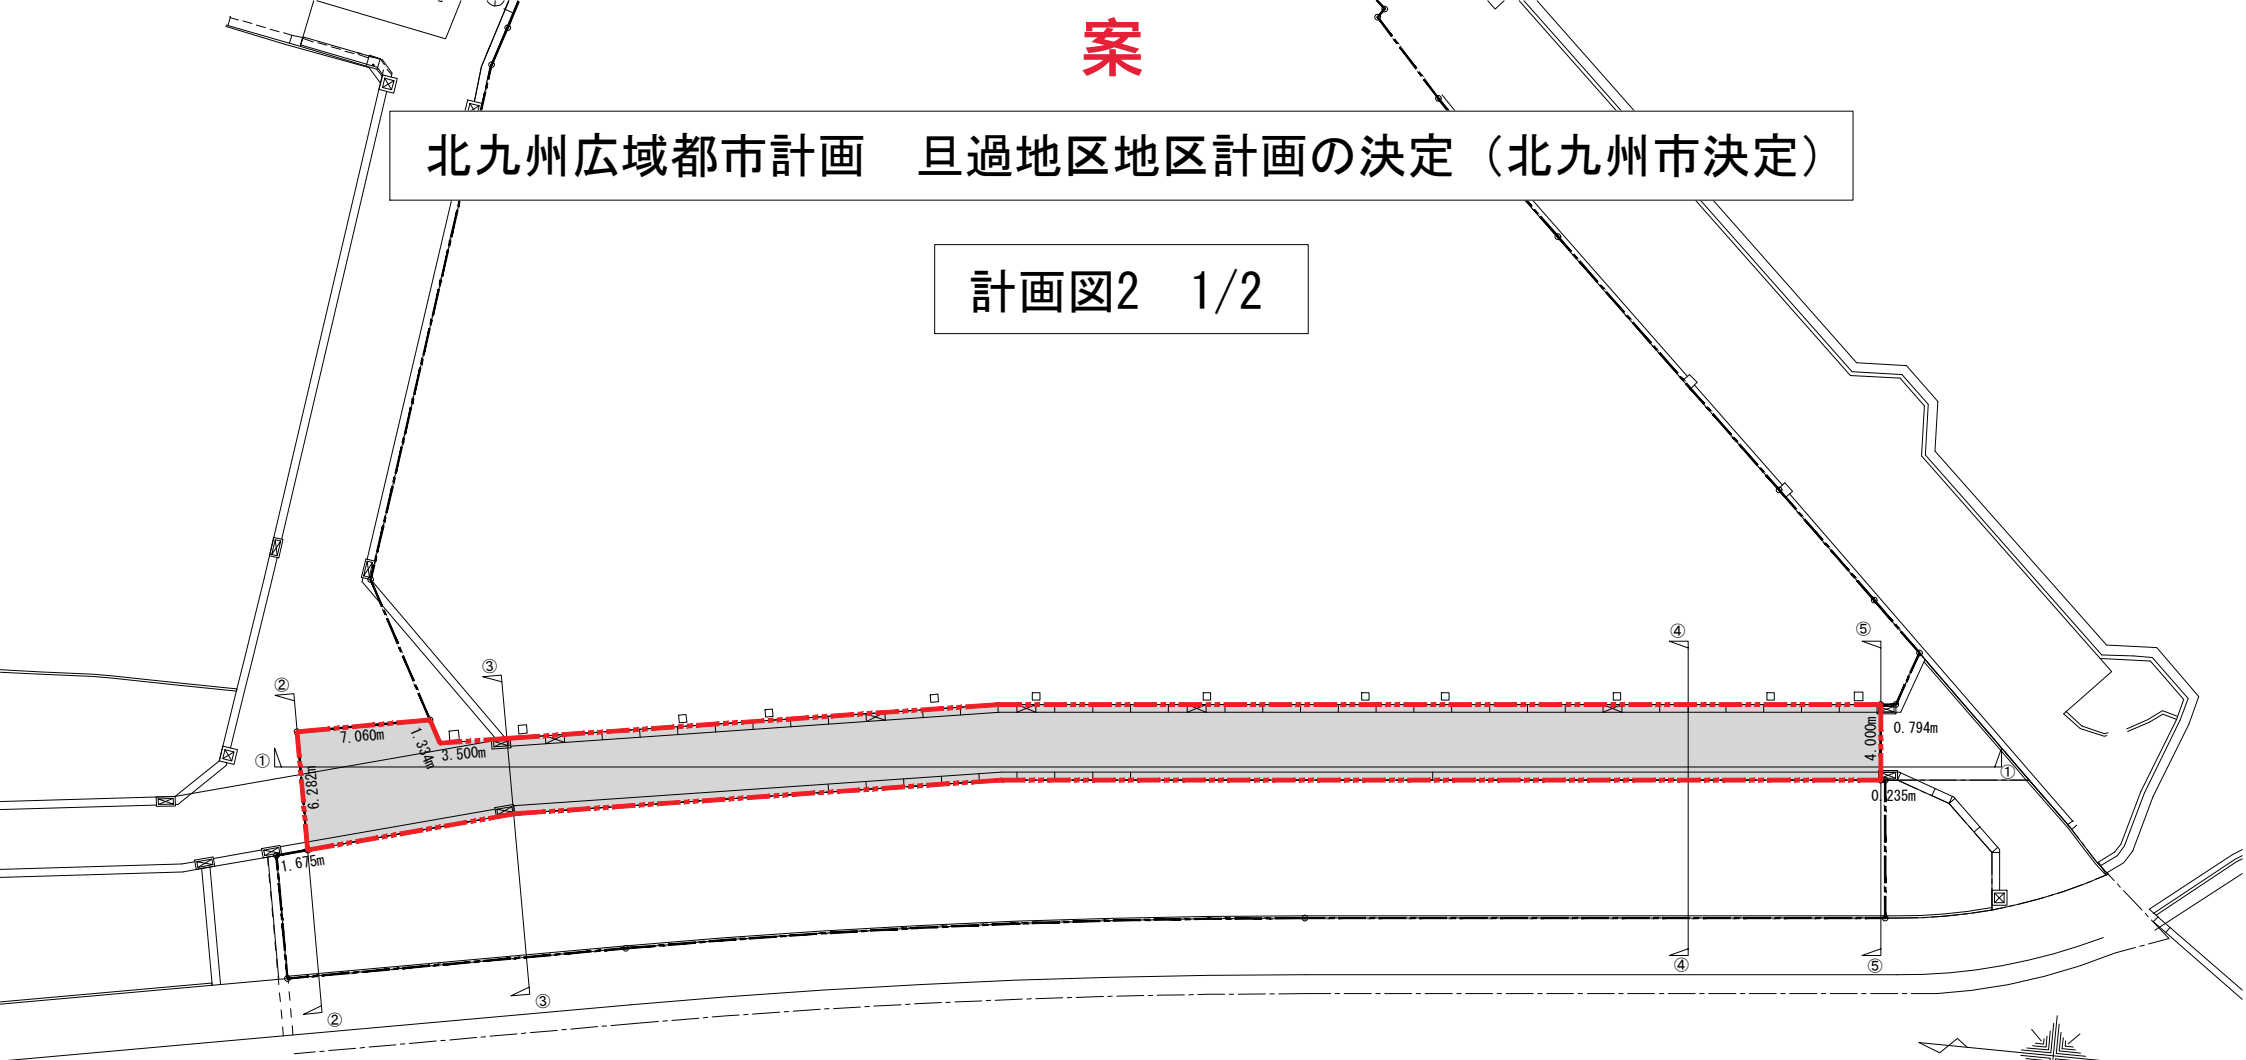 案
北九州広域都市計画　旦過地区地区計画の決定（北九州市決定）
計画図2　1/2
④
⑤
③
②
7.060m
1.334m
3.500m
4.000m
0.794m
①
6.282m
①
0.235m
1.675m
④
⑤
③
②